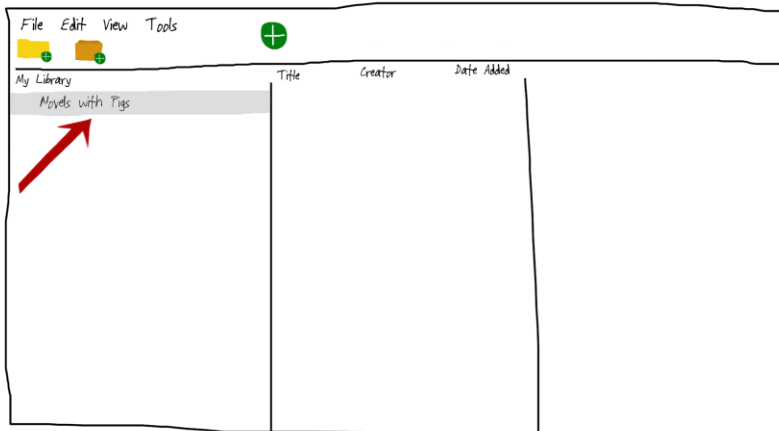 File Edit View Tools
My Library
Title Creator Date Added
Novels with Pigs